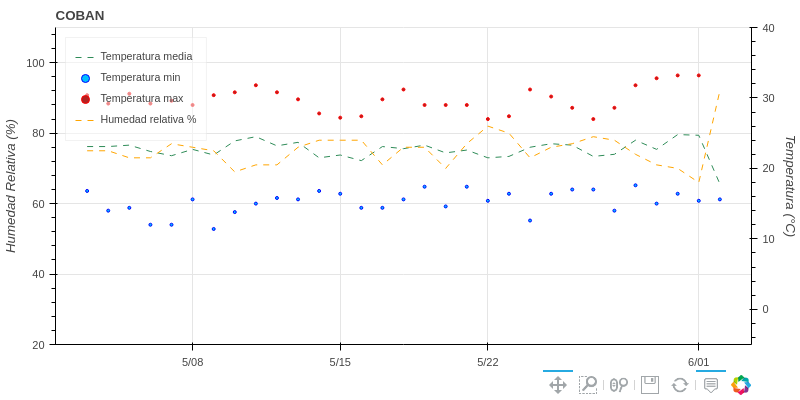 COBAN
Temperatura media
Temperatura min
Temperatura max
Humedad relativa %
Humedad Relativa (%)
100
80
60
40
20
40
30
20
10
0
Temperatura (°C)
5/08
5/15
5/22
6/01